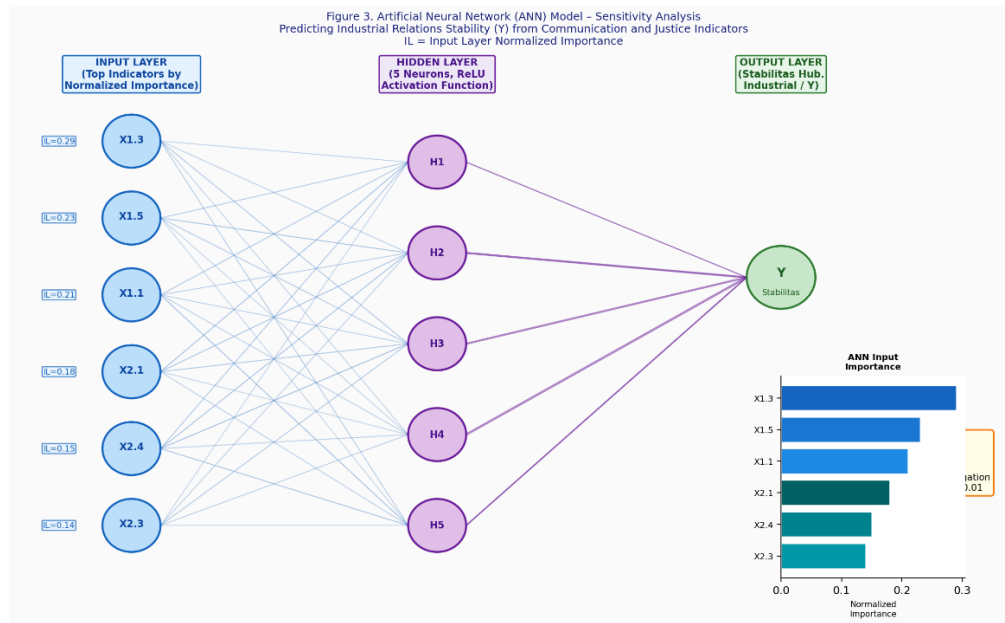 Figure 3. Artificial Neural Network (ANN) Model – Sensitivity Analysis
Predicting Industrial Relations Stability (Y) from Communication and Justice Indicators
IL = Input Layer Normalized Importance
INPUT LAYER
(Top Indicators by
Normalized Importance)
HIDDEN LAYER
(5 Neurons, ReLU
Activation Function)
OUTPUT LAYER
(Stabilitas Hub.
Industrial / Y)
IL=0.29
X1.3
IL=0.23
X1.5
IL=0.21
X1.1
IL=0.18
X2.1
IL=0.15
X2.4
IL=0.14
X2.3
H1
H2
H3
H4
H5
Y
Stabilitas
ANN Input
Importance
X1.3
X1.5
X1.1
X2.1
X2.4
X2.3
0.0 0.1 0.2 0.3
Normalized
Importance